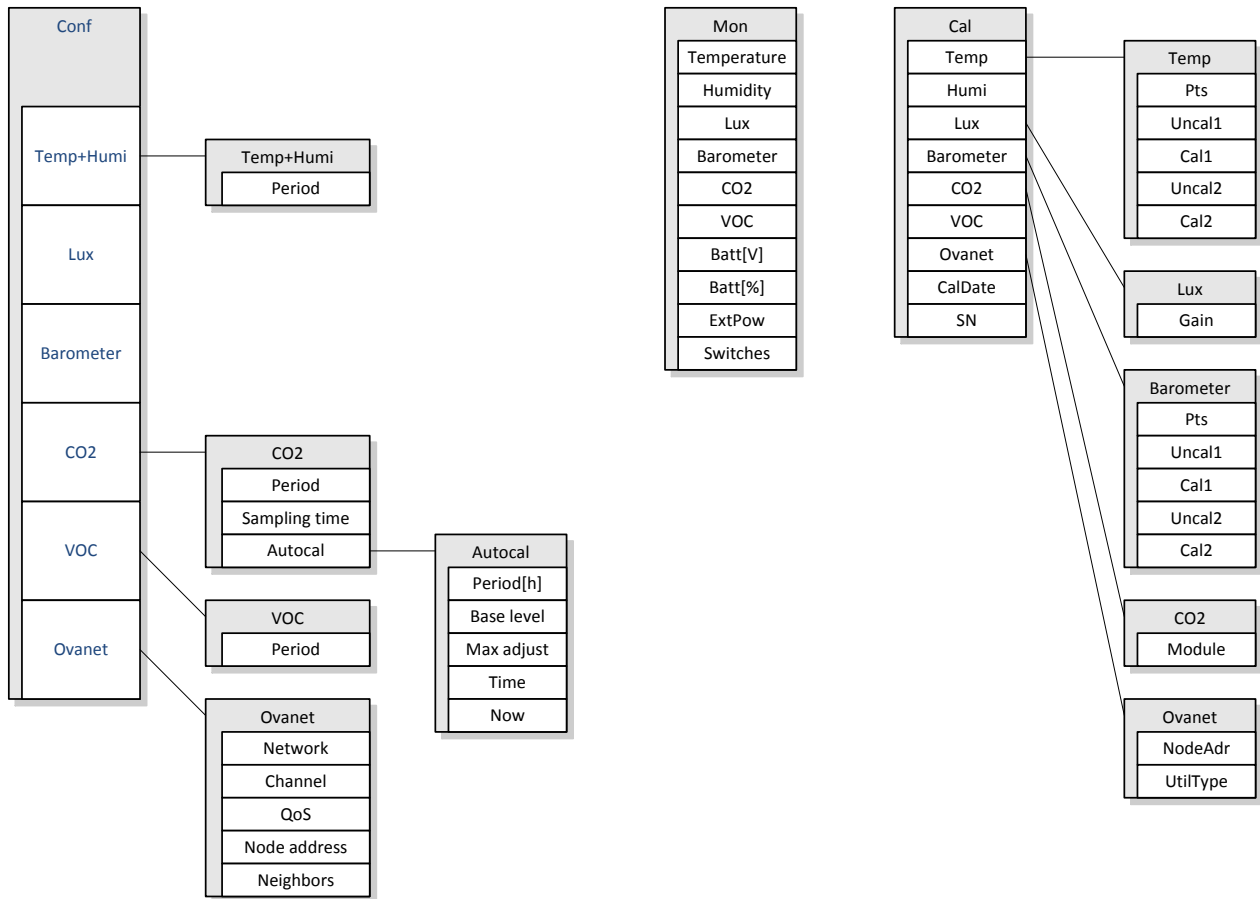 Conf
Temp+Humi
Lux
Barometer
CO2
VOC
Ovanet
Temp+Humi
Period
CO2
Period
Sampling time
Autocal
VOC
Period
Ovanet
Network
Channel
QoS
Node address
Neighbors
Autocal
Period[h]
Base level
Max adjust
Time
Now
Mon
Temperature
Humidity
Lux
Barometer
CO2
VOC
Batt[V]
Batt[%]
ExtPow
Switches
Cal
Temp
Humi
Lux
Barometer
CO2
VOC
Ovanet
CalDate
SN
Temp
Pts
Uncal1
Cal1
Uncal2
Cal2
Lux
Gain
Barometer
Pts
Uncal1
Cal1
Uncal2
Cal2
CO2
Module
Ovanet
NodeAdr
UtilType